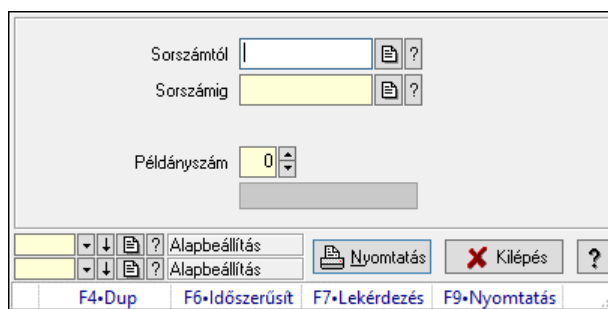 Sorszámtól ?
Sorszámig ?
Példányszám 0
? Alapbeállítás
? Alapbeállítás
Nyomtatás Kilépés ?
F4•Dup F6•Időszerűsít F7•Lekérdezés F9•Nyomtatás